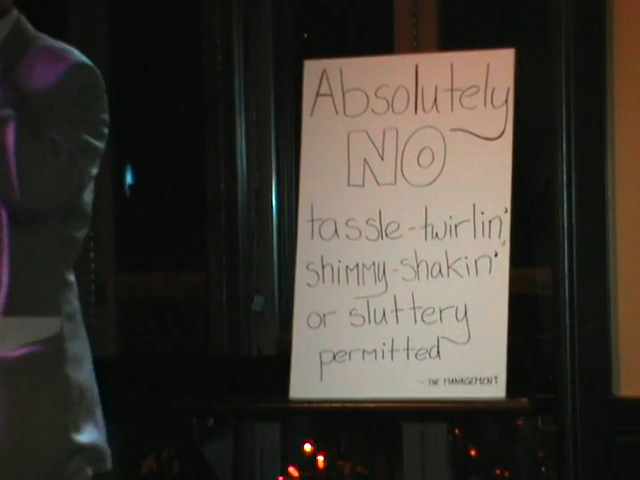 Absolutely
NO
tassle-twirlin',
shimmy-shakin'
or sluttery
permitted
- THE MANAGEMENT